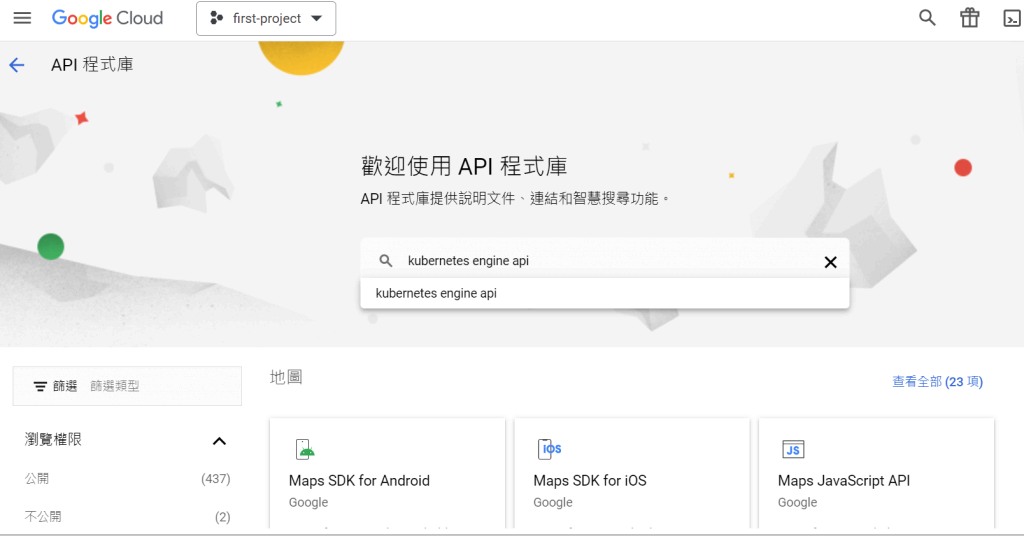 Google Cloud
first-project
API 程式庫
歡迎使用 API 程式庫
API 程式庫提供說明文件、連結和智慧搜尋功能。
kubernetes engine api
kubernetes engine api
篩選 篩選類型
地圖
查看全部 (23 項)
瀏覽權限
公開 (437)
不公開 (2)
iOS
JS
Maps SDK for Android
Google
Maps SDK for iOS
Google
Maps JavaScript API
Google